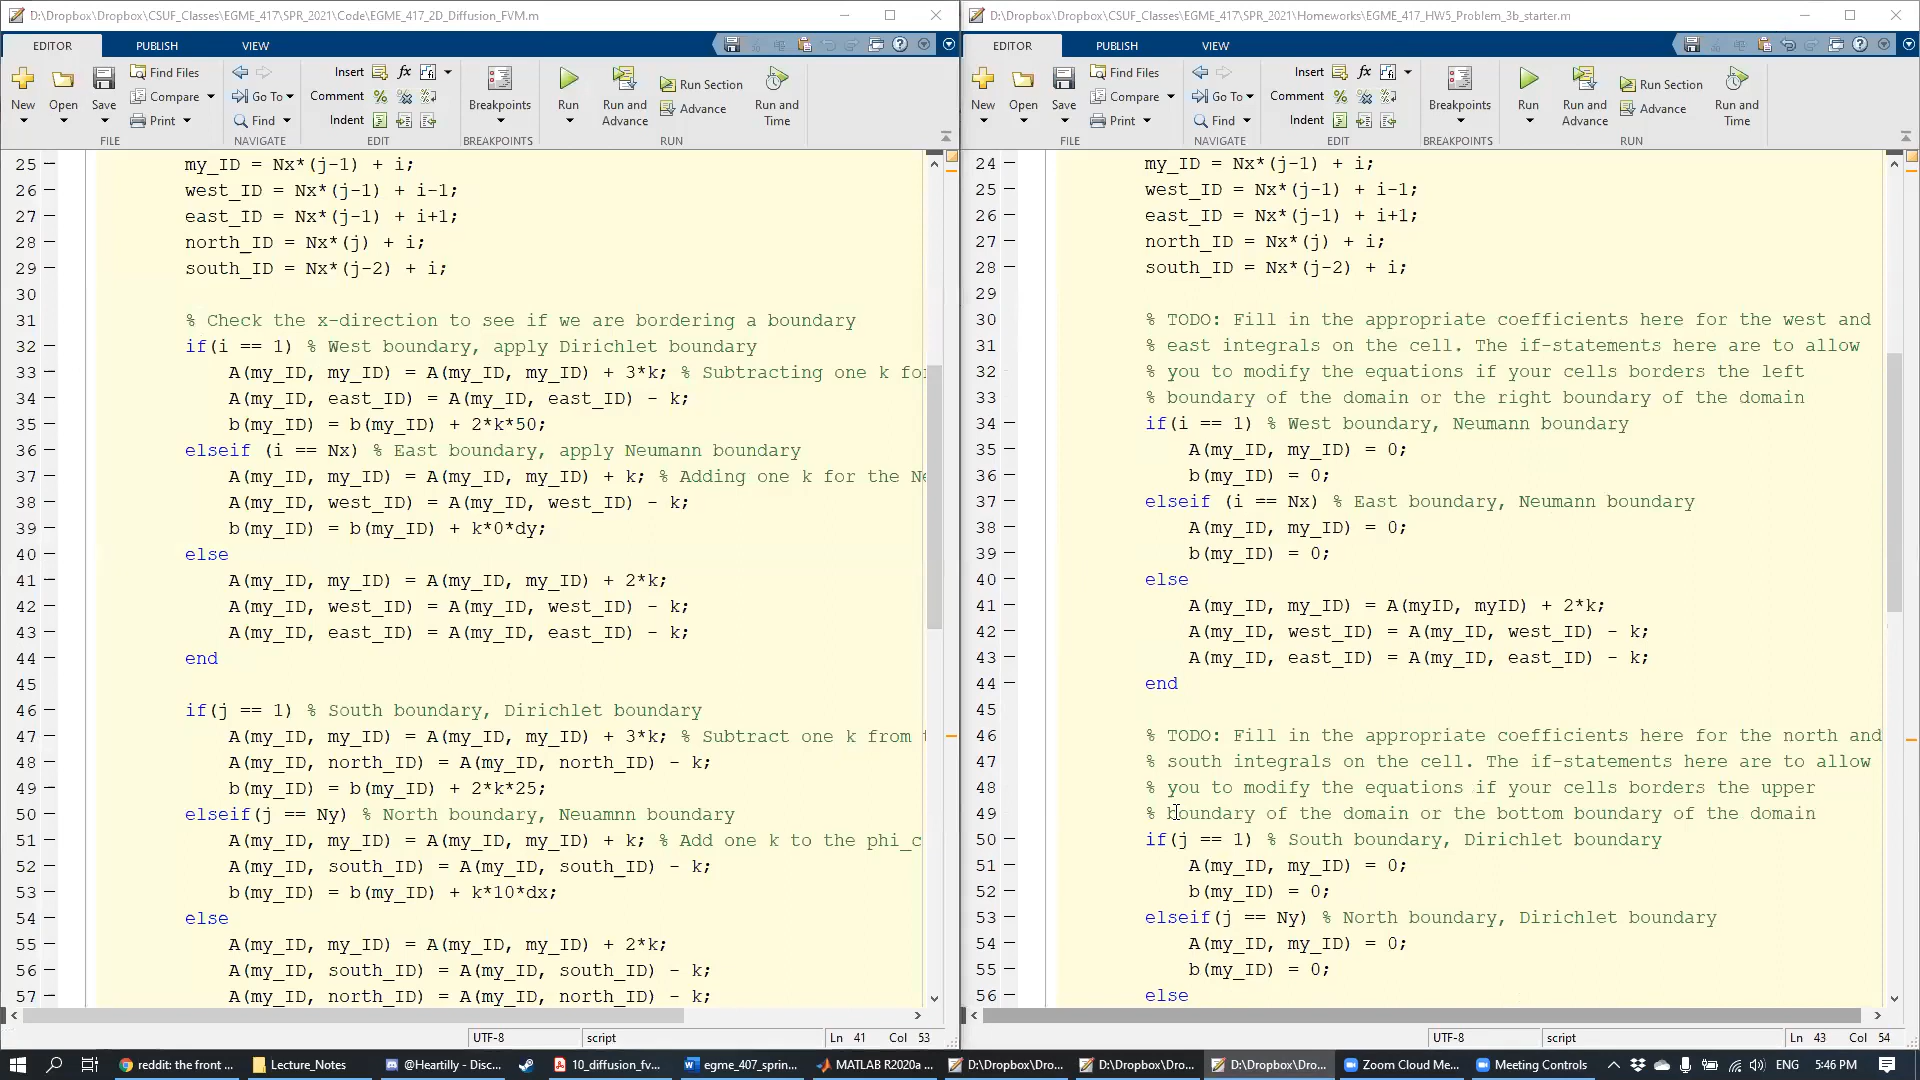 D:\Dropbox\Dropbox\CSUF_Classes\EGME_417\SPR_2021\Code\EGME_417_2D_Diffusion_FVM.m
EDITOR PUBLISH VIEW
New Open Save
Find Files
Compare
Print
FILE
Go To
Find
NAVIGATE
Insert fx
Comment
Indent
EDIT
Breakpoints
BREAKPOINTS
Run
Run and Advance
Run Section
Advance
Run and Time
RUN
25 my_ID = Nx*(j-1) + i;
26 west_ID = Nx*(j-1) + i-1;
27 east_ID = Nx*(j-1) + i+1;
28 north_ID = Nx*(j) + i;
29 south_ID = Nx*(j-2) + i;
30
31 % Check the x-direction to see if we are bordering a boundary
32 if(i == 1) % West boundary, apply Dirichlet boundary
33 A(my_ID, my_ID) = A(my_ID, my_ID) + 3*k; % Subtracting one k fo
34 A(my_ID, east_ID) = A(my_ID, east_ID) - k;
35 b(my_ID) = b(my_ID) + 2*k*50;
36 elseif (i == Nx) % East boundary, apply Neumann boundary
37 A(my_ID, my_ID) = A(my_ID, my_ID) + k; % Adding one k for the N
38 A(my_ID, west_ID) = A(my_ID, west_ID) - k;
39 b(my_ID) = b(my_ID) + k*0*dy;
40 else
41 A(my_ID, my_ID) = A(my_ID, my_ID) + 2*k;
42 A(my_ID, west_ID) = A(my_ID, west_ID) - k;
43 A(my_ID, east_ID) = A(my_ID, east_ID) - k;
44 end
45
46 if(j == 1) % South boundary, Dirichlet boundary
47 A(my_ID, my_ID) = A(my_ID, my_ID) + 3*k; % Subtract one k from
48 A(my_ID, north_ID) = A(my_ID, north_ID) - k;
49 b(my_ID) = b(my_ID) + 2*k*25;
50 elseif(j == Ny) % North boundary, Neuamnn boundary
51 A(my_ID, my_ID) = A(my_ID, my_ID) + k; % Add one k to the phi_c
52 A(my_ID, south_ID) = A(my_ID, south_ID) - k;
53 b(my_ID) = b(my_ID) + k*10*dx;
54 else
55 A(my_ID, my_ID) = A(my_ID, my_ID) + 2*k;
56 A(my_ID, south_ID) = A(my_ID, south_ID) - k;
57 A(my_ID, north_ID) = A(my_ID, north_ID) - k;
UTF-8 script Ln 41 Col 53
D:\Dropbox\Dropbox\CSUF_Classes\EGME_417\SPR_2021\Homeworks\EGME_417_HW5_Problem_3b_starter.m
EDITOR PUBLISH VIEW
New Open Save
Find Files
Compare
Print
FILE
Go To
Find
NAVIGATE
Insert fx
Comment
Indent
EDIT
Breakpoints
BREAKPOINTS
Run
Run and Advance
Run Section
Advance
Run and Time
RUN
24 my_ID = Nx*(j-1) + i;
25 west_ID = Nx*(j-1) + i-1;
26 east_ID = Nx*(j-1) + i+1;
27 north_ID = Nx*(j) + i;
28 south_ID = Nx*(j-2) + i;
29
30 % TODO: Fill in the appropriate coefficients here for the west and
31 % east integrals on the cell. The if-statements here are to allow
32 % you to modify the equations if your cells borders the left
33 % boundary of the domain or the right boundary of the domain
34 if(i == 1) % West boundary, Neumann boundary
35 A(my_ID, my_ID) = 0;
36 b(my_ID) = 0;
37 elseif (i == Nx) % East boundary, Neumann boundary
38 A(my_ID, my_ID) = 0;
39 b(my_ID) = 0;
40 else
41 A(my_ID, my_ID) = A(myID, myID) + 2*k;
42 A(my_ID, west_ID) = A(my_ID, west_ID) - k;
43 A(my_ID, east_ID) = A(my_ID, east_ID) - k;
44 end
45
46 % TODO: Fill in the appropriate coefficients here for the north and
47 % south integrals on the cell. The if-statements here are to allow
48 % you to modify the equations if your cells borders the upper
49 % boundary of the domain or the bottom boundary of the domain
50 if(j == 1) % South boundary, Dirichlet boundary
51 A(my_ID, my_ID) = 0;
52 b(my_ID) = 0;
53 elseif(j == Ny) % North boundary, Dirichlet boundary
54 A(my_ID, my_ID) = 0;
55 b(my_ID) = 0;
56 else
UTF-8 script Ln 43 Col 54
reddit: the front ... Lecture_Notes @Heartilly - Disc... 10_diffusion_fv... egme_407_sprin... MATLAB R2020a ... D:\Dropbox\Dro... D:\Dropbox\Dro... D:\Dropbox\Dro... Zoom Cloud Me... Meeting Controls ENG 5:46 PM